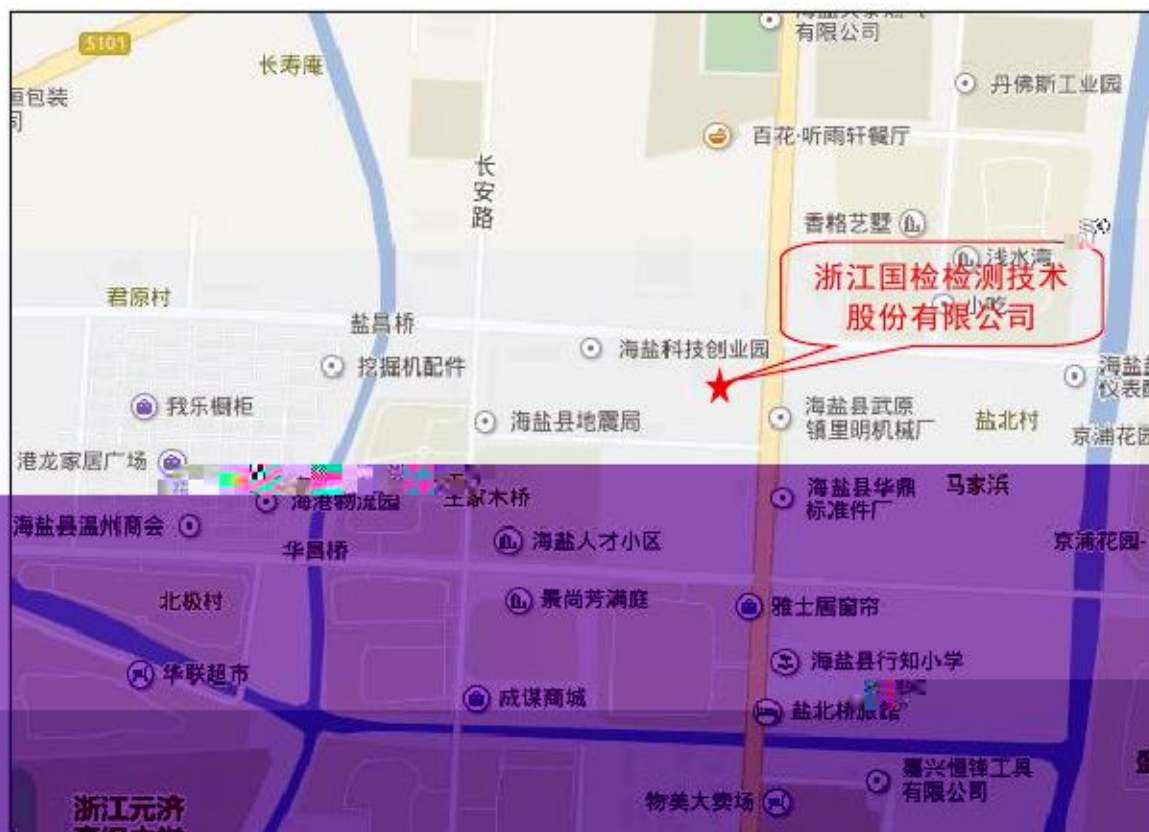 有限公司
S101
长寿庵
丹佛斯工业园
包装
司
百花·听雨轩餐厅
长安路
香格艺墅
浅水湾
浙江国检检测技术
股份有限公司
小吃
君原村
盐昌桥
海盐科技创业园
挖掘机配件
海盐县
仪表
我乐橱柜
海盐县地震局
海盐县武原
镇里明机械厂
盐北村
京浦花园
港龙家居广场
海港物流园
王家木桥
海盐县华鼎
标准件厂
马家浜
海盐县温州商会
华昌桥
海盐人才小区
京浦花园-
北极村
景尚芳满庭
雅士居窗帘
华联超市
海盐县行知小学
成谋商城
盐北桥旅馆
嘉兴恒锋工具
有限公司
物美大卖场
浙江元济